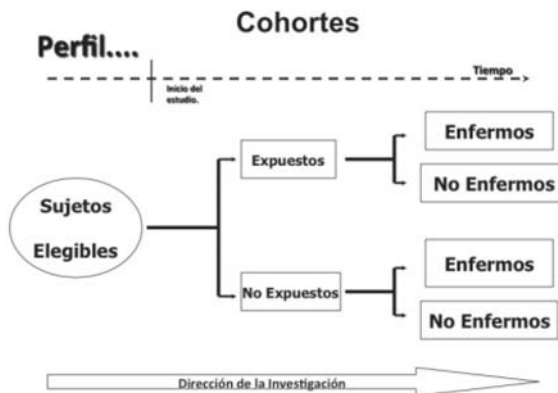 Cohortes
Perfil....
Tiempo
Inicio del
estudio.
Expuestos
Enfermos
No Enfermos
Sujetos
Elegibles
No Expuestos
Enfermos
No Enfermos
Dirección de la Investigación